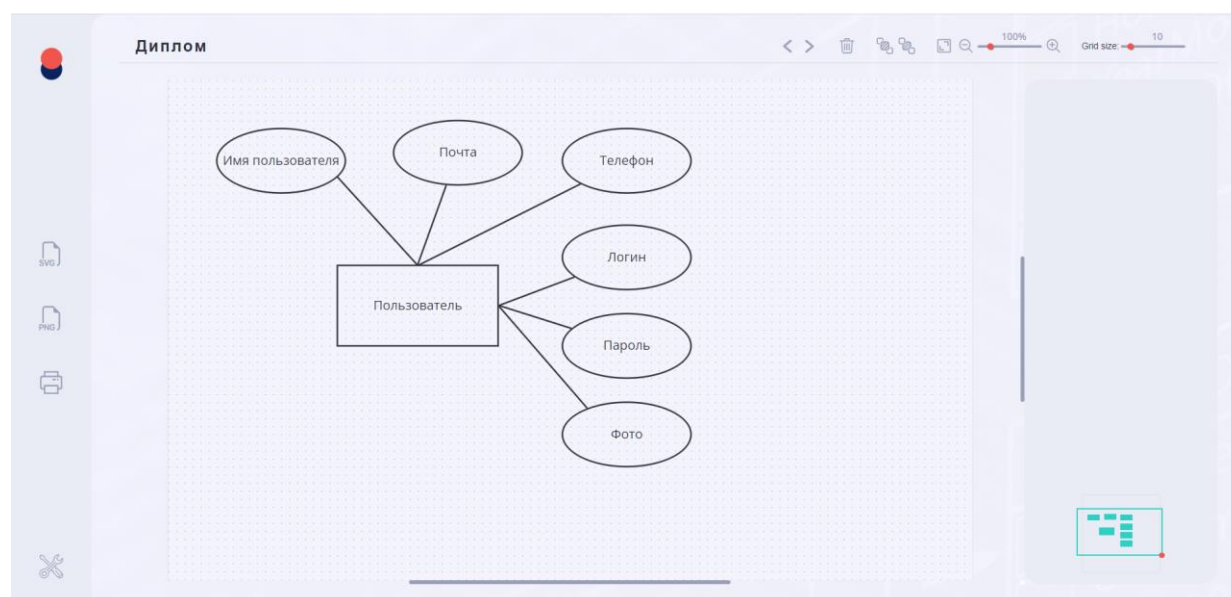 Диплом
100%
Grid size:
10
Имя пользователя
Почта
Телефон
Логин
Пользователь
Пароль
Фото
SVG
PNG